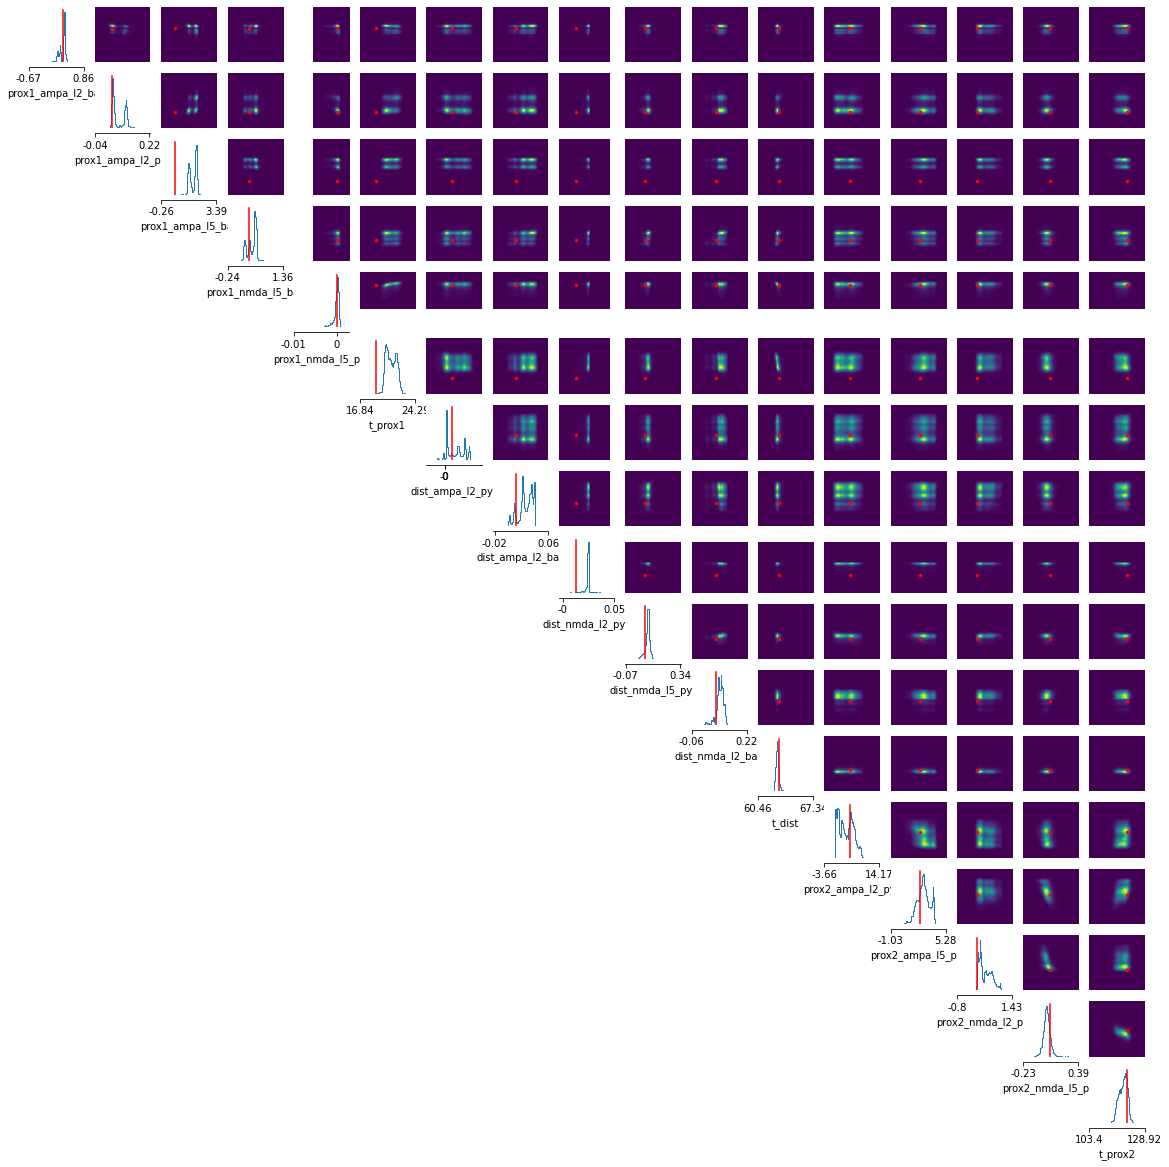 -0.67 0.86
prox1_ampa_l2_ba
-0.04 0.22
prox1_ampa_l2_p
-0.26 3.39
prox1_ampa_l5_ba
-0.24 1.36
prox1_nmda_l5_b
-0.01 0
prox1_nmda_l5_p
16.84 24.29
t_prox1
-0 0
dist_ampa_l2_py
-0.02 0.06
dist_ampa_l2_ba
-0 0.05
dist_nmda_l2_py
-0.07 0.34
dist_nmda_l5_py
-0.06 0.22
dist_nmda_l2_ba
60.46 67.34
t_dist
-3.66 14.17
prox2_ampa_l2_py
-1.03 5.28
prox2_ampa_l5_p
-0.8 1.43
prox2_nmda_l2_p
-0.23 0.39
prox2_nmda_l5_p
103.4 128.92
t_prox2